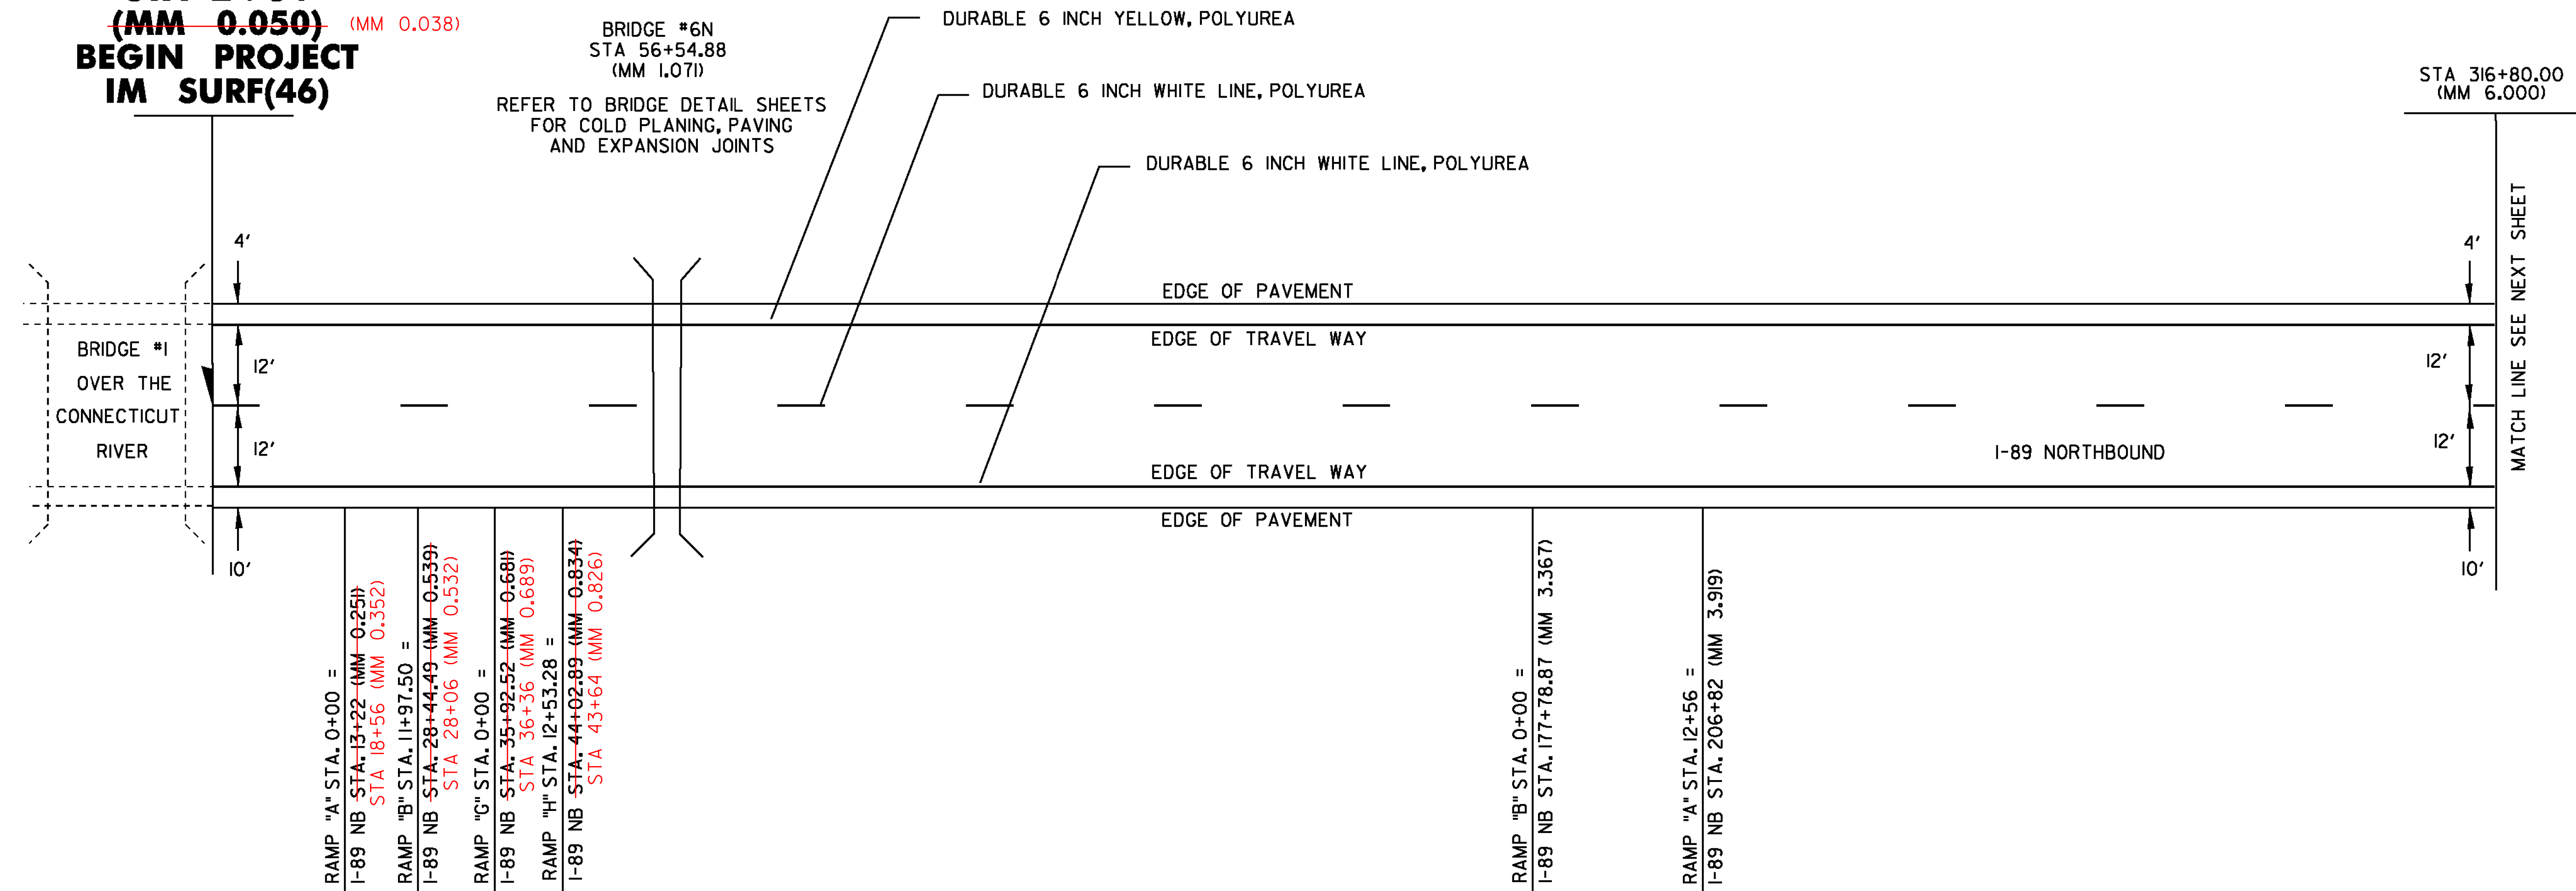 (MM 0.050) (MM 0.038)
BEGIN PROJECT
IM SURF(46)
BRIDGE #6N
STA 56+54.88
(MM 1.071)
REFER TO BRIDGE DETAIL SHEETS
FOR COLD PLANING, PAVING
AND EXPANSION JOINTS
DURABLE 6 INCH YELLOW, POLYUREA
DURABLE 6 INCH WHITE LINE, POLYUREA
DURABLE 6 INCH WHITE LINE, POLYUREA
STA 316+80.00
(MM 6.000)
4'
4'
EDGE OF PAVEMENT
EDGE OF TRAVEL WAY
BRIDGE #1
OVER THE
CONNECTICUT
RIVER
12'
12'
12'
12'
I-89 NORTHBOUND
MATCH LINE SEE NEXT SHEET
EDGE OF TRAVEL WAY
EDGE OF PAVEMENT
10'
10'
RAMP "A" STA. 0+00 =
I-89 NB STA. 13+22 (MM 0.251)
STA 18+56 (MM 0.352)
RAMP "B" STA. 11+97.50 =
I-89 NB STA. 28+44.49 (MM 0.539)
STA 28+06 (MM 0.532)
RAMP "G" STA. 0+00 =
I-89 NB STA. 35+92.52 (MM 0.681)
STA 36+36 (MM 0.689)
RAMP "H" STA. 12+53.28 =
I-89 NB STA. 44+02.89 (MM 0.834)
STA 43+64 (MM 0.826)
RAMP "B" STA. 0+00 =
I-89 NB STA. 177+78.87 (MM 3.367)
RAMP "A" STA. 12+56 =
I-89 NB STA. 206+82 (MM 3.919)